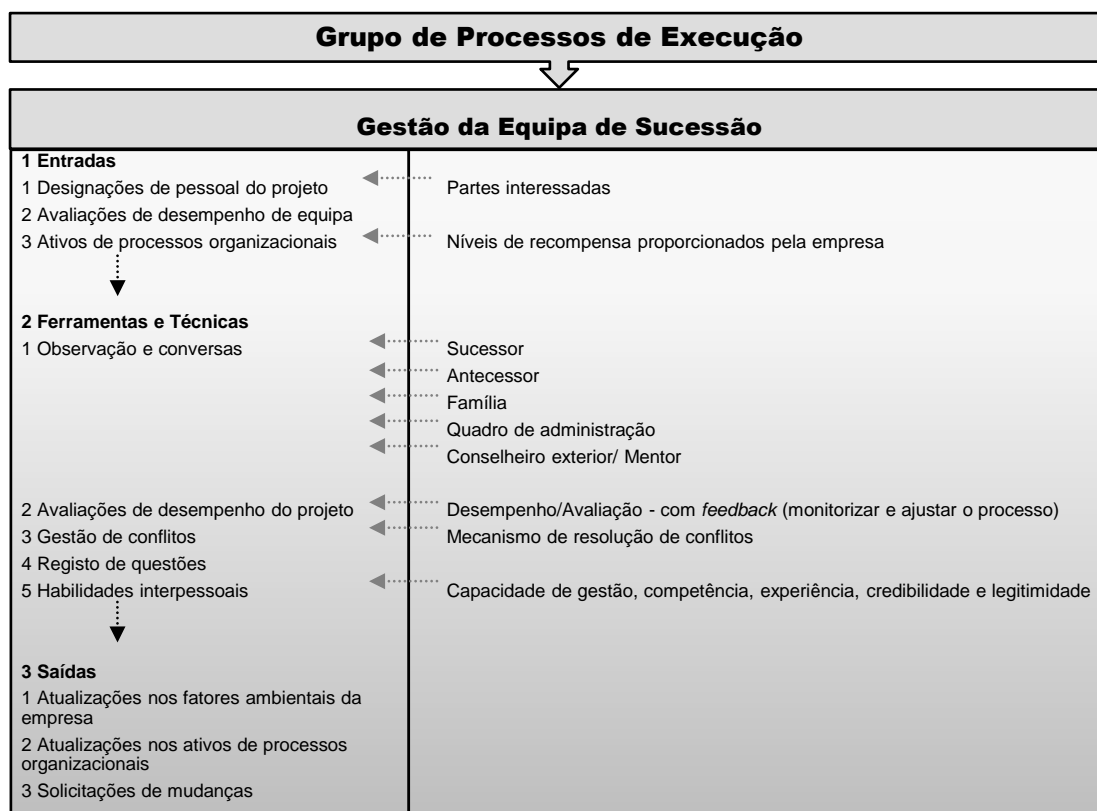 Grupo de Processos de Execução
Gestão da Equipa de Sucessão
1 Entradas
1 Designações de pessoal do projeto
Partes interessadas
2 Avaliações de desempenho de equipa
3 Ativos de processos organizacionais
Níveis de recompensa proporcionados pela empresa
2 Ferramentas e Técnicas
1 Observação e conversas
Sucessor
Antecessor
Família
Quadro de administração
Conselheiro exterior/ Mentor
2 Avaliações de desempenho do projeto
Desempenho/Avaliação - com feedback (monitorizar e ajustar o processo)
3 Gestão de conflitos
Mecanismo de resolução de conflitos
4 Registo de questões
5 Habilidades interpessoais
Capacidade de gestão, competência, experiência, credibilidade e legitimidade
3 Saídas
1 Atualizações nos fatores ambientais da
empresa
2 Atualizações nos ativos de processos
organizacionais
3 Solicitações de mudanças